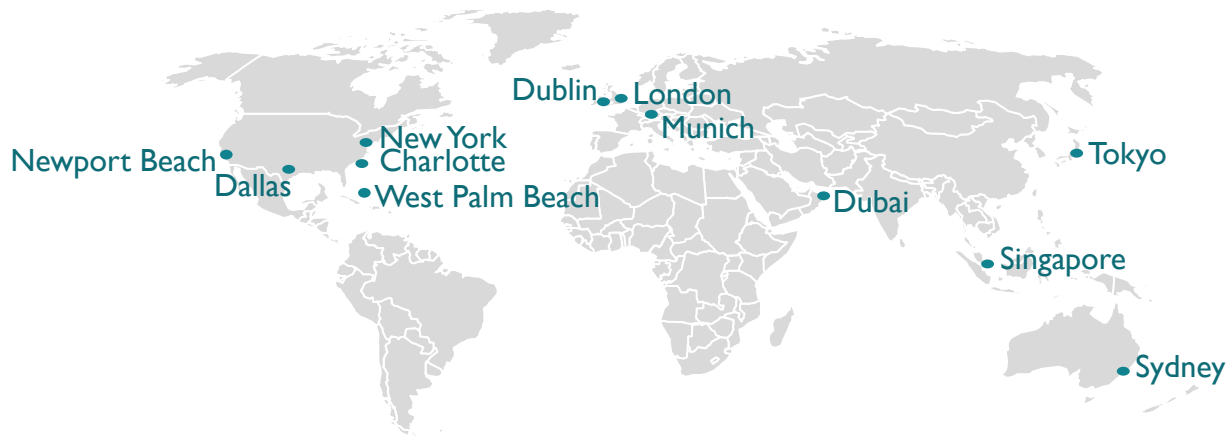 Dublin
London
Munich
New York
Newport Beach
Charlotte
Tokyo
Dallas
West Palm Beach
Dubai
Singapore
Sydney